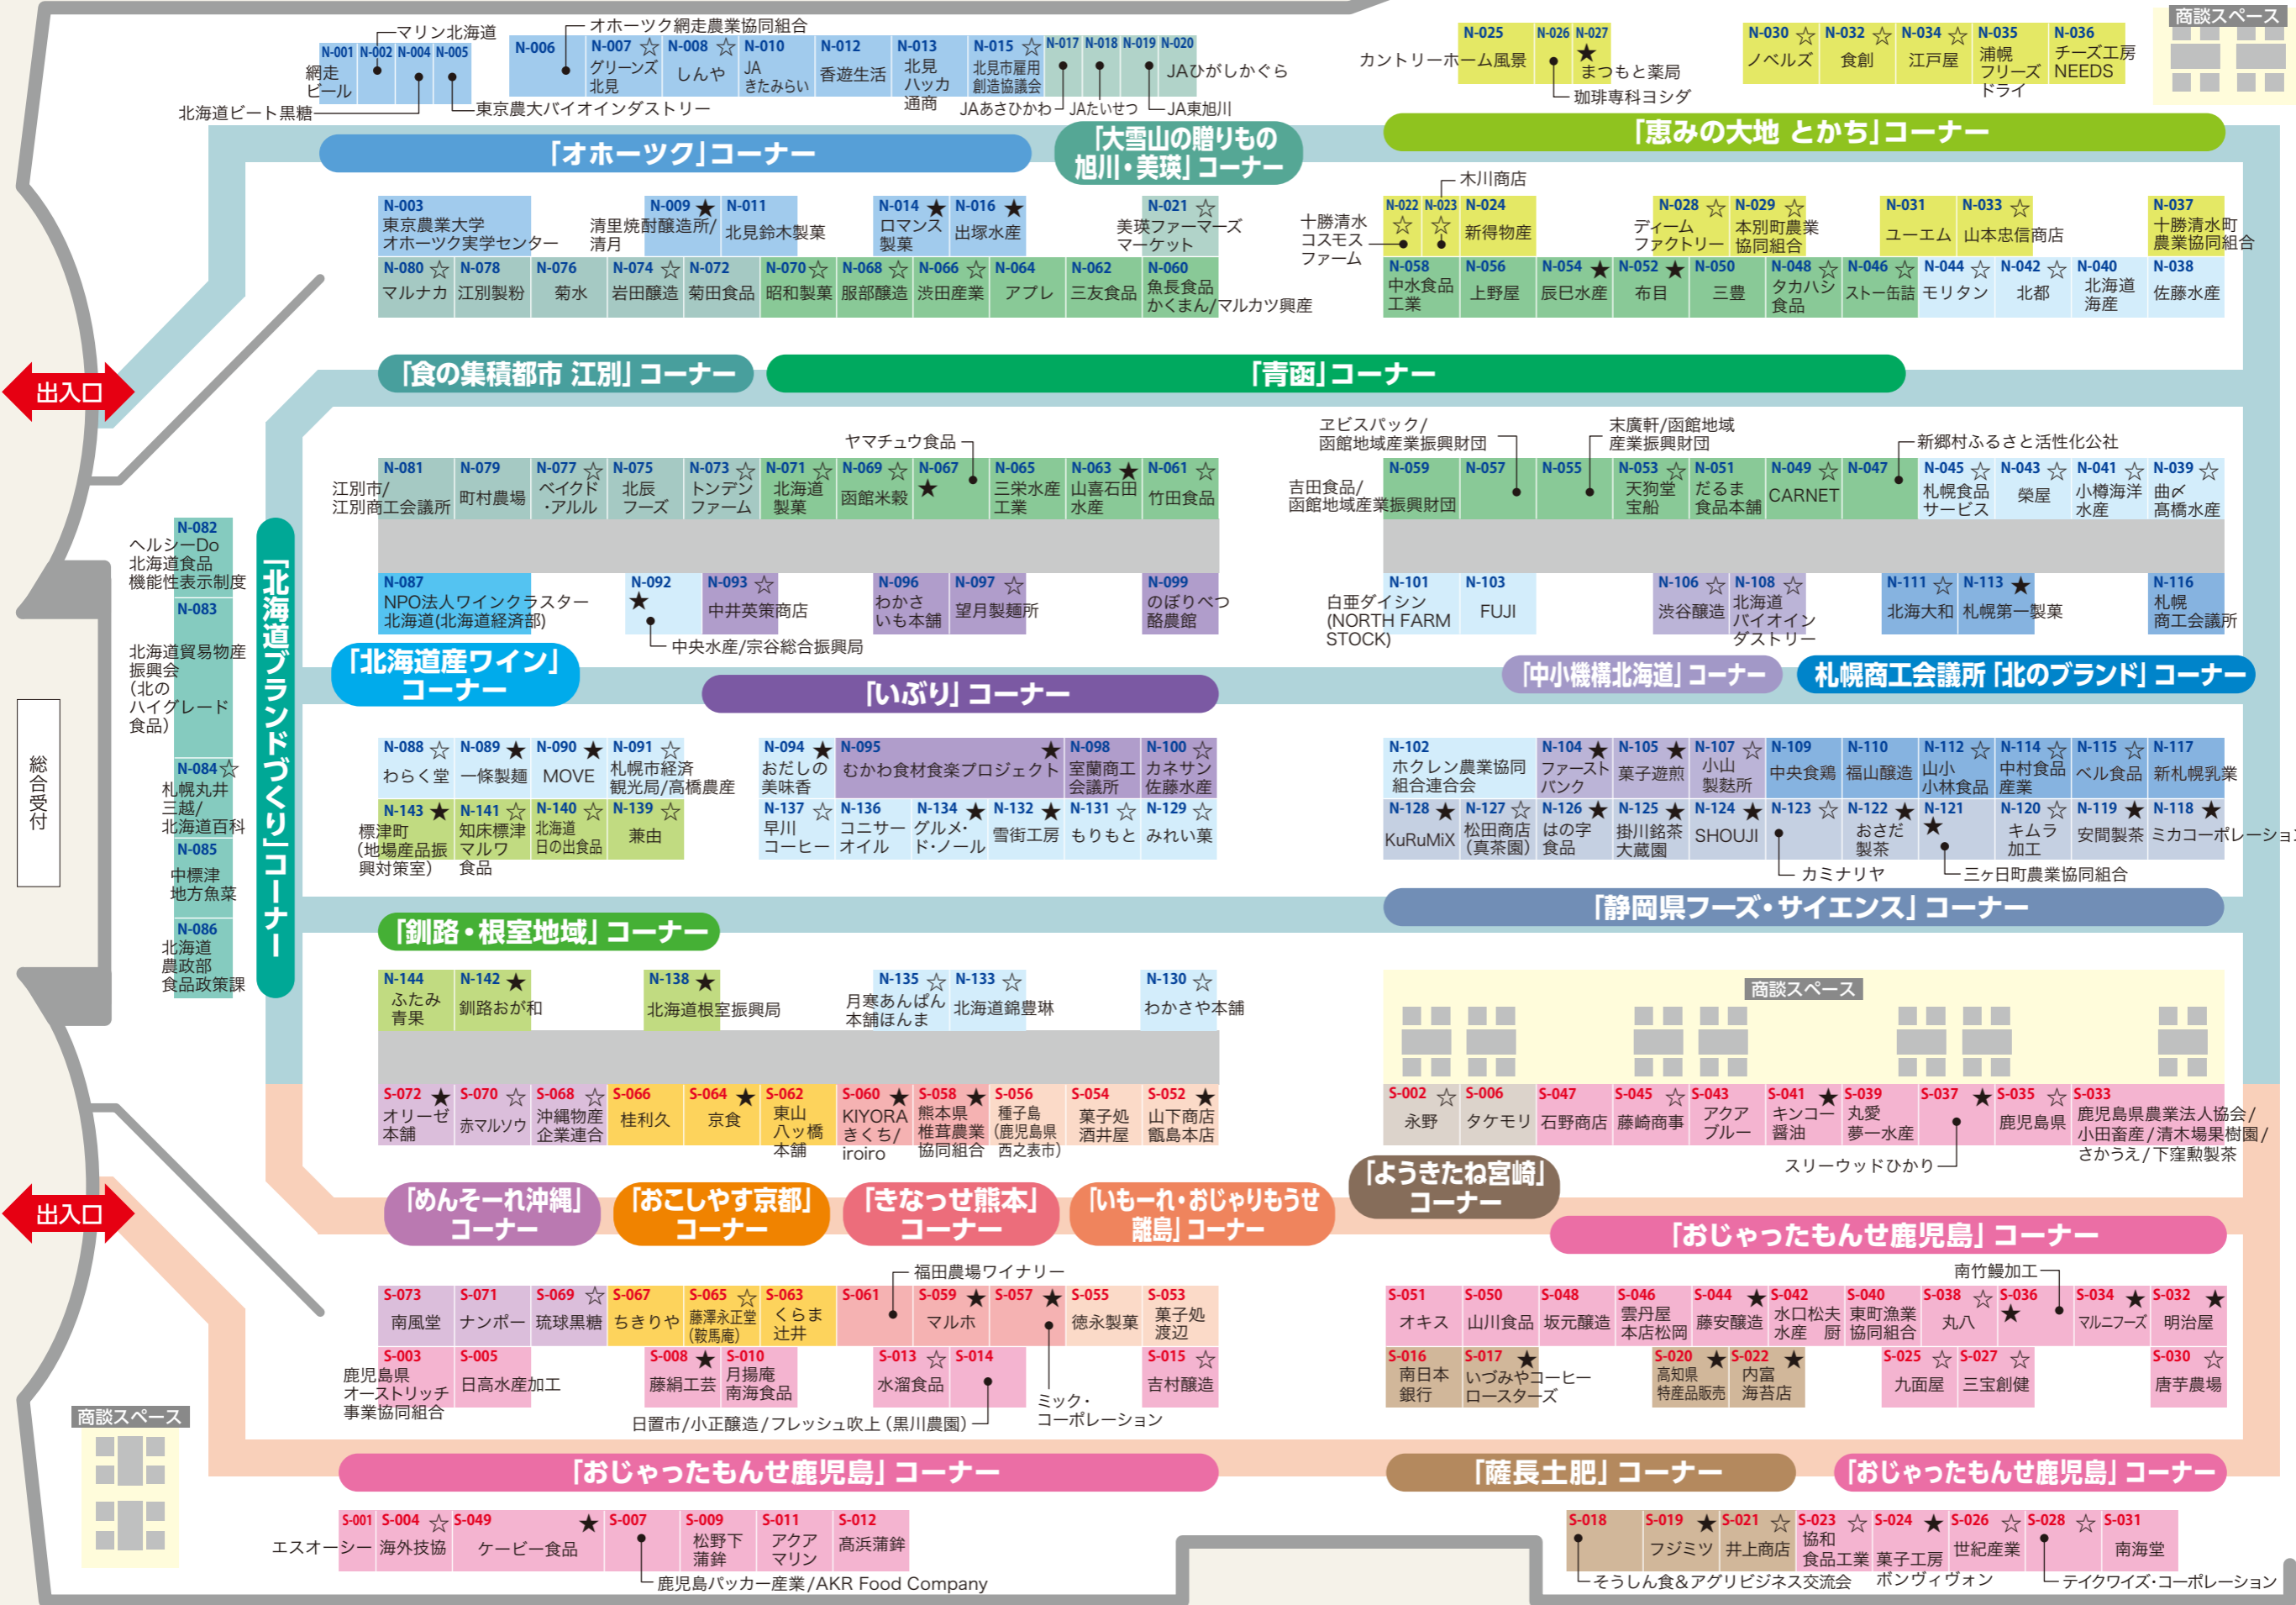 商談スペース
マリン北海道
オホーツク網走農業協同組合
N-001
N-002
N-004
N-005
網走
ビール
北海道ビート黒糖
東京農大バイオインダストリー
N-006
N-007 ☆
グリーンズ
北見
N-008 ☆
しんや
N-010
JA
きたみらい
N-012
香遊生活
N-013
北見
ハッカ
通商
N-015 ☆
北見市雇用
創造協議会
N-017
N-018
N-019
N-020
JAひがしかぐら
JAあさひかわ
JAたいせつ
JA東旭川
N-025
カントリーホーム風景
N-026
N-027
★
まつもと薬局
珈琲専科ヨシダ
N-030 ☆
ノベルズ
N-032 ☆
食創
N-034 ☆
江戸屋
N-035
浦幌
フリーズ
ドライ
N-036
チーズ工房
NEEDS
「オホーツク」コーナー
「大雪山の贈りもの
旭川・美瑛」コーナー
「恵みの大地 とかち」コーナー
N-003
東京農業大学
オホーツク実学センター
N-009 ★
清里焼酎醸造所/
清月
N-011
北見鈴木製菓
N-014 ★
ロマンス
製菓
N-016 ★
出塚水産
N-021 ☆
美瑛ファーマーズ
マーケット
木川商店
十勝清水
コスモス
ファーム
N-022
☆
N-023
☆
N-024
新得物産
N-028 ☆
ディーム
ファクトリー
N-029 ☆
本別町農業
協同組合
N-031
ユーエム
N-033 ☆
山本忠信商店
N-037
十勝清水町
農業協同組合
N-080 ☆
マルナカ
N-078
江別製粉
N-076
菊水
N-074 ☆
岩田醸造
N-072
菊田食品
N-070 ☆
昭和製菓
N-068 ☆
服部醸造
N-066 ☆
渋田産業
N-064
アプレ
N-062
三友食品
N-060
魚長食品
かくまん/マルカツ興産
N-058
中水食品
工業
N-056
上野屋
N-054 ★
辰巳水産
N-052 ★
布目
N-050
三豊
N-048 ☆
タカハシ
食品
N-046 ☆
ストー缶詰
N-044 ☆
モリタン
N-042 ☆
北都
N-040
北海道
海産
N-038
佐藤水産
出入口
「食の集積都市 江別」コーナー
「青函」コーナー
ヤマチュウ食品
ヱビスパック/
函館地域産業振興財団
末廣軒/函館地域
産業振興財団
新郷村ふるさと活性化公社
N-081
江別市/
江別商工会議所
N-079
町村農場
N-077 ☆
ベイクド
・アルル
N-075
北辰
フーズ
N-073 ☆
トンデン
ファーム
N-071 ☆
北海道
製菓
N-069 ☆
函館米穀
N-067
★
N-065
三栄水産
工業
N-063 ★
山喜石田
水産
N-061 ☆
竹田食品
N-059
吉田食品/
函館地域産業振興財団
N-057
N-055
N-053 ☆
天狗堂
宝船
N-051
だるま
食品本舗
N-049 ☆
CARNET
N-047
N-045 ☆
札幌食品
サービス
N-043 ☆
榮屋
N-041 ☆
小樽海洋
水産
N-039 ☆
曲〆
髙橋水産
N-082
ヘルシーDo
北海道食品
機能性表示制度
N-083
北海道貿易物産
振興会
(北の
ハイグレード
食品)
N-084 ☆
札幌丸井
三越/
北海道百科
N-085
中標津
地方魚菜
N-086
北海道
農政部
食品政策課
「北海道ブランドづくり」コーナー
総合受付
N-087
NPO法人ワインクラスター
北海道(北海道経済部)
N-092
★
中央水産/宗谷総合振興局
N-093 ☆
中井英策商店
N-096
わかさ
いも本舗
N-097 ☆
望月製麺所
N-099
のぼりべつ
酪農館
N-101
白亜ダイシン
(NORTH FARM
STOCK)
N-103
FUJI
N-106 ☆
渋谷醸造
N-108 ☆
北海道
バイオイン
ダストリー
N-111 ☆
北海大和
N-113 ★
札幌第一製菓
N-116
札幌
商工会議所
「北海道産ワイン」
コーナー
「いぶり」コーナー
「中小機構北海道」コーナー
札幌商工会議所「北のブランド」コーナー
N-088 ☆
わらく堂
N-089 ★
一條製麺
N-090 ★
MOVE
N-091 ☆
札幌市経済
観光局/高橋農産
N-094 ★
おだしの
美味香
N-095 ★
むかわ食材食楽プロジェクト
N-098
室蘭商工
会議所
N-100 ☆
カネサン
佐藤水産
N-102
ホクレン農業協同
組合連合会
N-104 ★
ファースト
バンク
N-105 ★
菓子遊煎
N-107 ☆
小山
製麩所
N-109
中央食鶏
N-110
福山醸造
N-112 ☆
山小
小林食品
N-114 ☆
中村食品
産業
N-115 ☆
ベル食品
N-117
新札幌乳業
N-143 ★
標津町
(地場産品振
興対策室)
N-141 ☆
知床標津
マルワ
食品
N-140 ☆
北海道
日の出食品
N-139 ☆
兼由
N-137 ☆
早川
コーヒー
N-136
コニサー
オイル
N-134 ★
グルメ・
ド・ノール
N-132 ★
雪街工房
N-131 ☆
もりもと
N-129 ☆
みれい菓
N-128 ★
KuRuMiX
N-127 ☆
松田商店
(真茶園)
N-126 ★
はの字
食品
N-125 ★
掛川銘茶
大蔵園
N-124 ★
SHOUJI
N-123 ☆
カミナリヤ
N-122 ★
おさだ
製茶
N-121
★
三ヶ日町農業協同組合
N-120 ☆
キムラ
加工
N-119 ★
安間製茶
N-118 ★
ミカコーポレーション
「釧路・根室地域」コーナー
「静岡県フーズ・サイエンス」コーナー
N-144
ふたみ
青果
N-142 ★
釧路おが和
N-138 ★
北海道根室振興局
N-135 ☆
月寒あんぱん
本舗ほんま
N-133 ☆
北海道錦豊琳
N-130 ☆
わかさや本舗
商談スペース
S-072 ★
オリーゼ
本舗
S-070 ☆
赤マルソウ
S-068 ☆
沖縄物産
企業連合
S-066
桂利久
S-064 ★
京食
S-062
東山
八ッ橋
本舗
S-060 ★
KIYORA
きくち/
iroiro
S-058 ★
熊本県
椎茸農業
協同組合
S-056
種子島
(鹿児島県
西之表市)
S-054
菓子処
酒井屋
S-052 ★
山下商店
甑島本店
S-002 ☆
永野
S-006
タケモリ
S-047
石野商店
S-045 ☆
藤崎商事
S-043
アクア
ブルー
S-041 ★
キンコー
醤油
S-039
丸愛
夢一水産
S-037 ★
スリーウッドひかり
S-035 ☆
鹿児島県
S-033
鹿児島県農業法人協会/
小田畜産/清木場果樹園/
さかうえ/下窪勲製茶
出入口
「めんそーれ沖縄」
コーナー
「おこしやす京都」
コーナー
「きなっせ熊本」
コーナー
「いもーれ・おじゃりもうせ
離島」コーナー
「ようきたね宮崎」
コーナー
「おじゃったもんせ鹿児島」コーナー
福田農場ワイナリー
南竹鰻加工
S-073
南風堂
S-071
ナンポー
S-069 ☆
琉球黒糖
S-067
ちきりや
S-065 ☆
藤澤永正堂
(鞍馬庵)
S-063
くらま
辻井
S-061
S-059 ★
マルホ
S-057 ★
S-055
徳永製菓
S-053
菓子処
渡辺
S-051
オキス
S-050
山川食品
S-048
坂元醸造
S-046
雲丹屋
本店松岡
S-044 ★
藤安醸造
S-042
水口松夫
水産 厨
S-040
東町漁業
協同組合
S-038 ☆
丸八
S-036
★
S-034 ★
マルニフーズ
S-032 ★
明治屋
S-003
鹿児島県
オーストリッチ
事業協同組合
S-005
日高水産加工
S-008 ★
藤絹工芸
S-010
月揚庵
南海食品
S-013 ☆
水溜食品
S-014
日置市/小正醸造/フレッシュ吹上(黒川農園)
ミック・
コーポレーション
S-015 ☆
吉村醸造
S-016
南日本
銀行
S-017 ★
いづみやコーヒー
ロースターズ
S-020 ★
高知県
特産品販売
S-022 ★
内富
海苔店
S-025 ☆
九面屋
S-027 ☆
三宝創健
S-030 ☆
唐芋農場
商談スペース
「おじゃったもんせ鹿児島」コーナー
「薩長土肥」コーナー
「おじゃったもんせ鹿児島」コーナー
S-001
エスオーシー
S-004 ☆
海外技協
S-049 ★
ケービー食品
S-007
鹿児島パッカー産業/AKR Food Company
S-009
松野下
蒲鉾
S-011
アクア
マリン
S-012
髙浜蒲鉾
S-018
そうしん食&アグリビジネス交流会
S-019 ★
フジミツ
S-021 ☆
井上商店
S-023 ☆
協和
食品工業
S-024 ★
菓子工房
ボンヴィヴォン
S-026 ☆
世紀産業
S-028 ☆
テイクワイズ・コーポレーション
S-031
南海堂